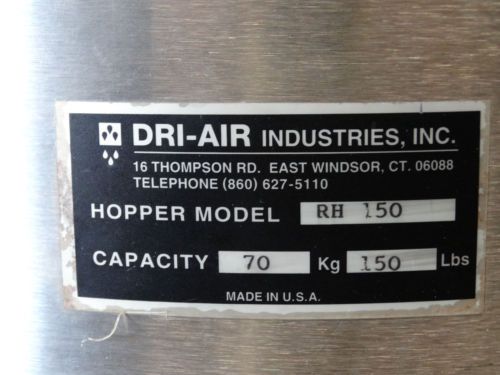 DRI-AIR INDUSTRIES, INC.
16 THOMPSON RD. EAST WINDSOR, CT. 06088
TELEPHONE (860) 627-5110
HOPPER MODEL RH 150
CAPACITY 70 Kg 150 Lbs
MADE IN U.S.A.